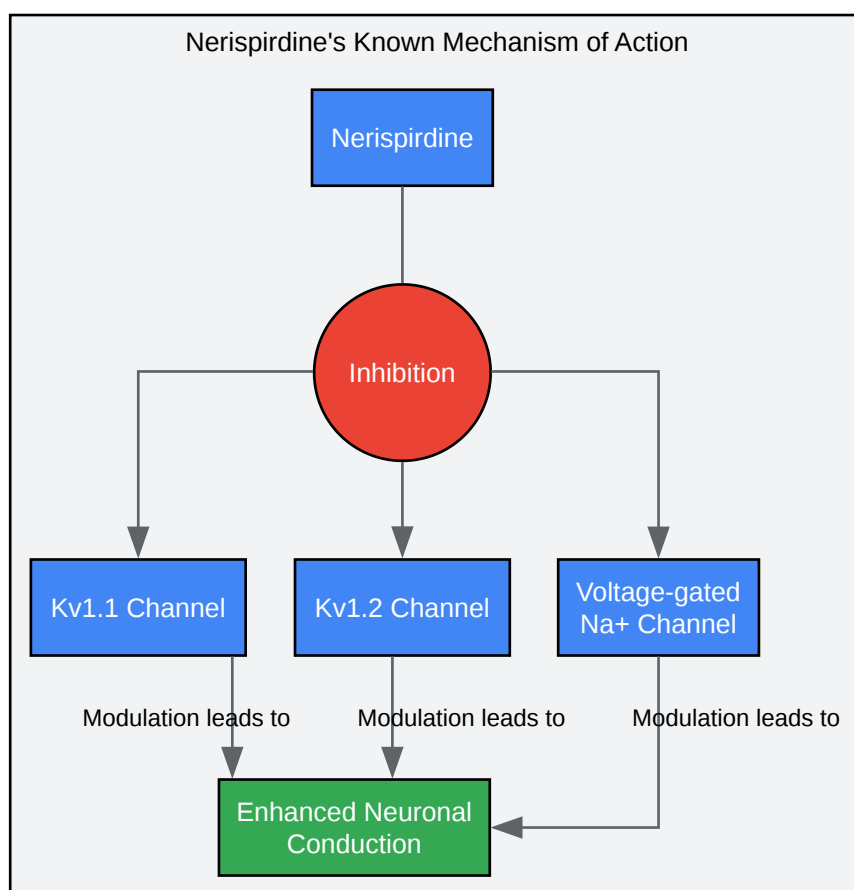 Nerispirdine's Known Mechanism of Action
Nerispirdine
Inhibition
Kv1.1 Channel
Kv1.2 Channel
Voltage-gated
Na+ Channel
Modulation leads to
Modulation leads to
Modulation leads to
Enhanced Neuronal
Conduction